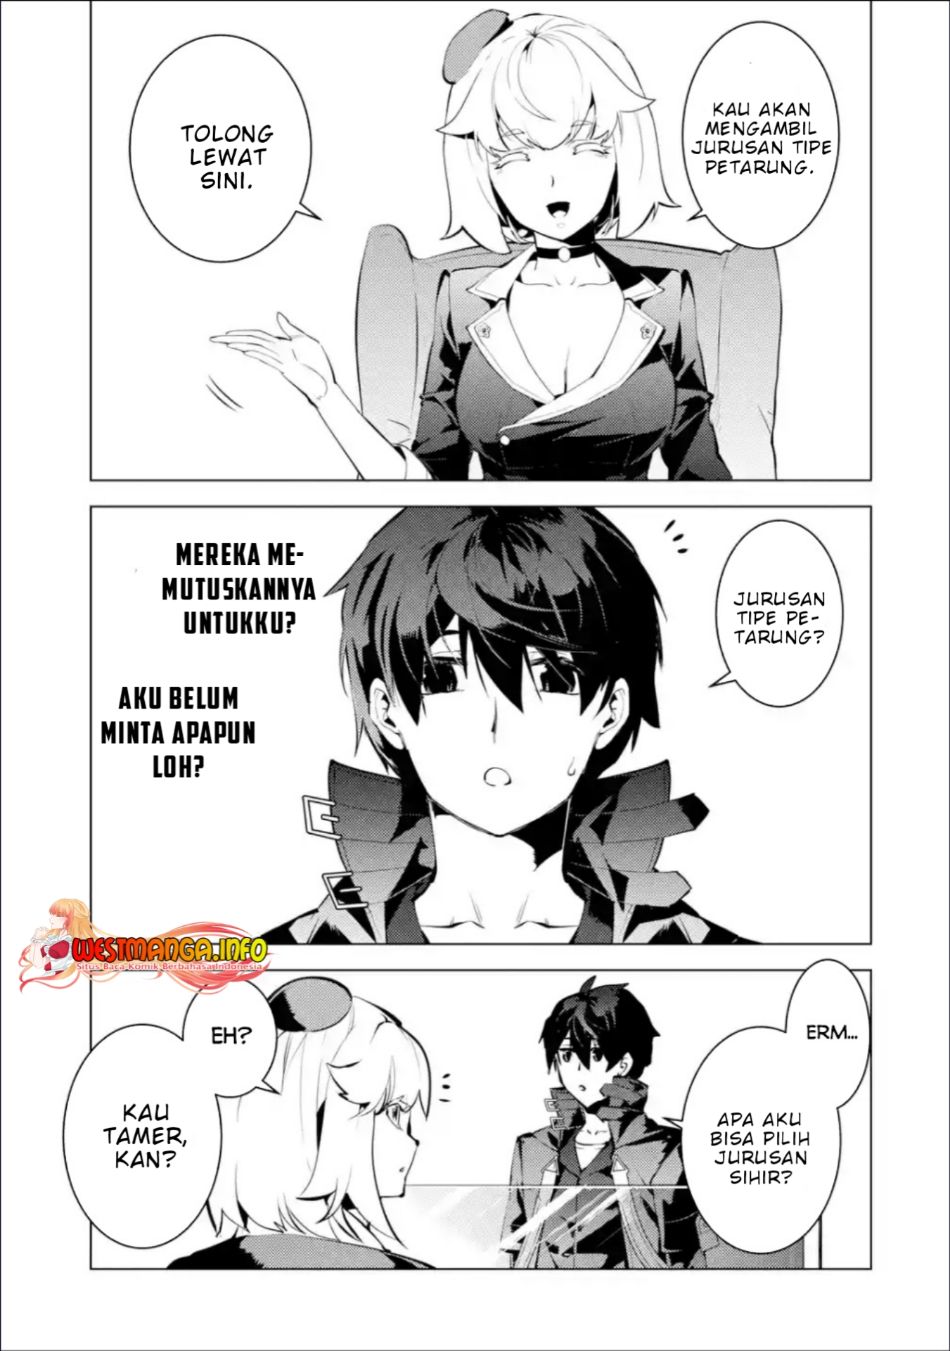 KAU AKAN
MENGAMBIL
JURUSAN TIPE
PETARUNG.
TOLONG
LEWAT
SINI.
JURUSAN
TIPE PE-
TARUNG?
MEREKA ME-
MUTUSKANNYA
UNTUKKU?
AKU BELUM
MINTA APAPUN
LOH?
WESTMANGA.INFO
Situs Baca Komik Berbahasa Indonesia
ERM...
APA AKU
BISA PILIH
JURUSAN
SIHIR?
EH?
KAU
TAMER,
KAN?